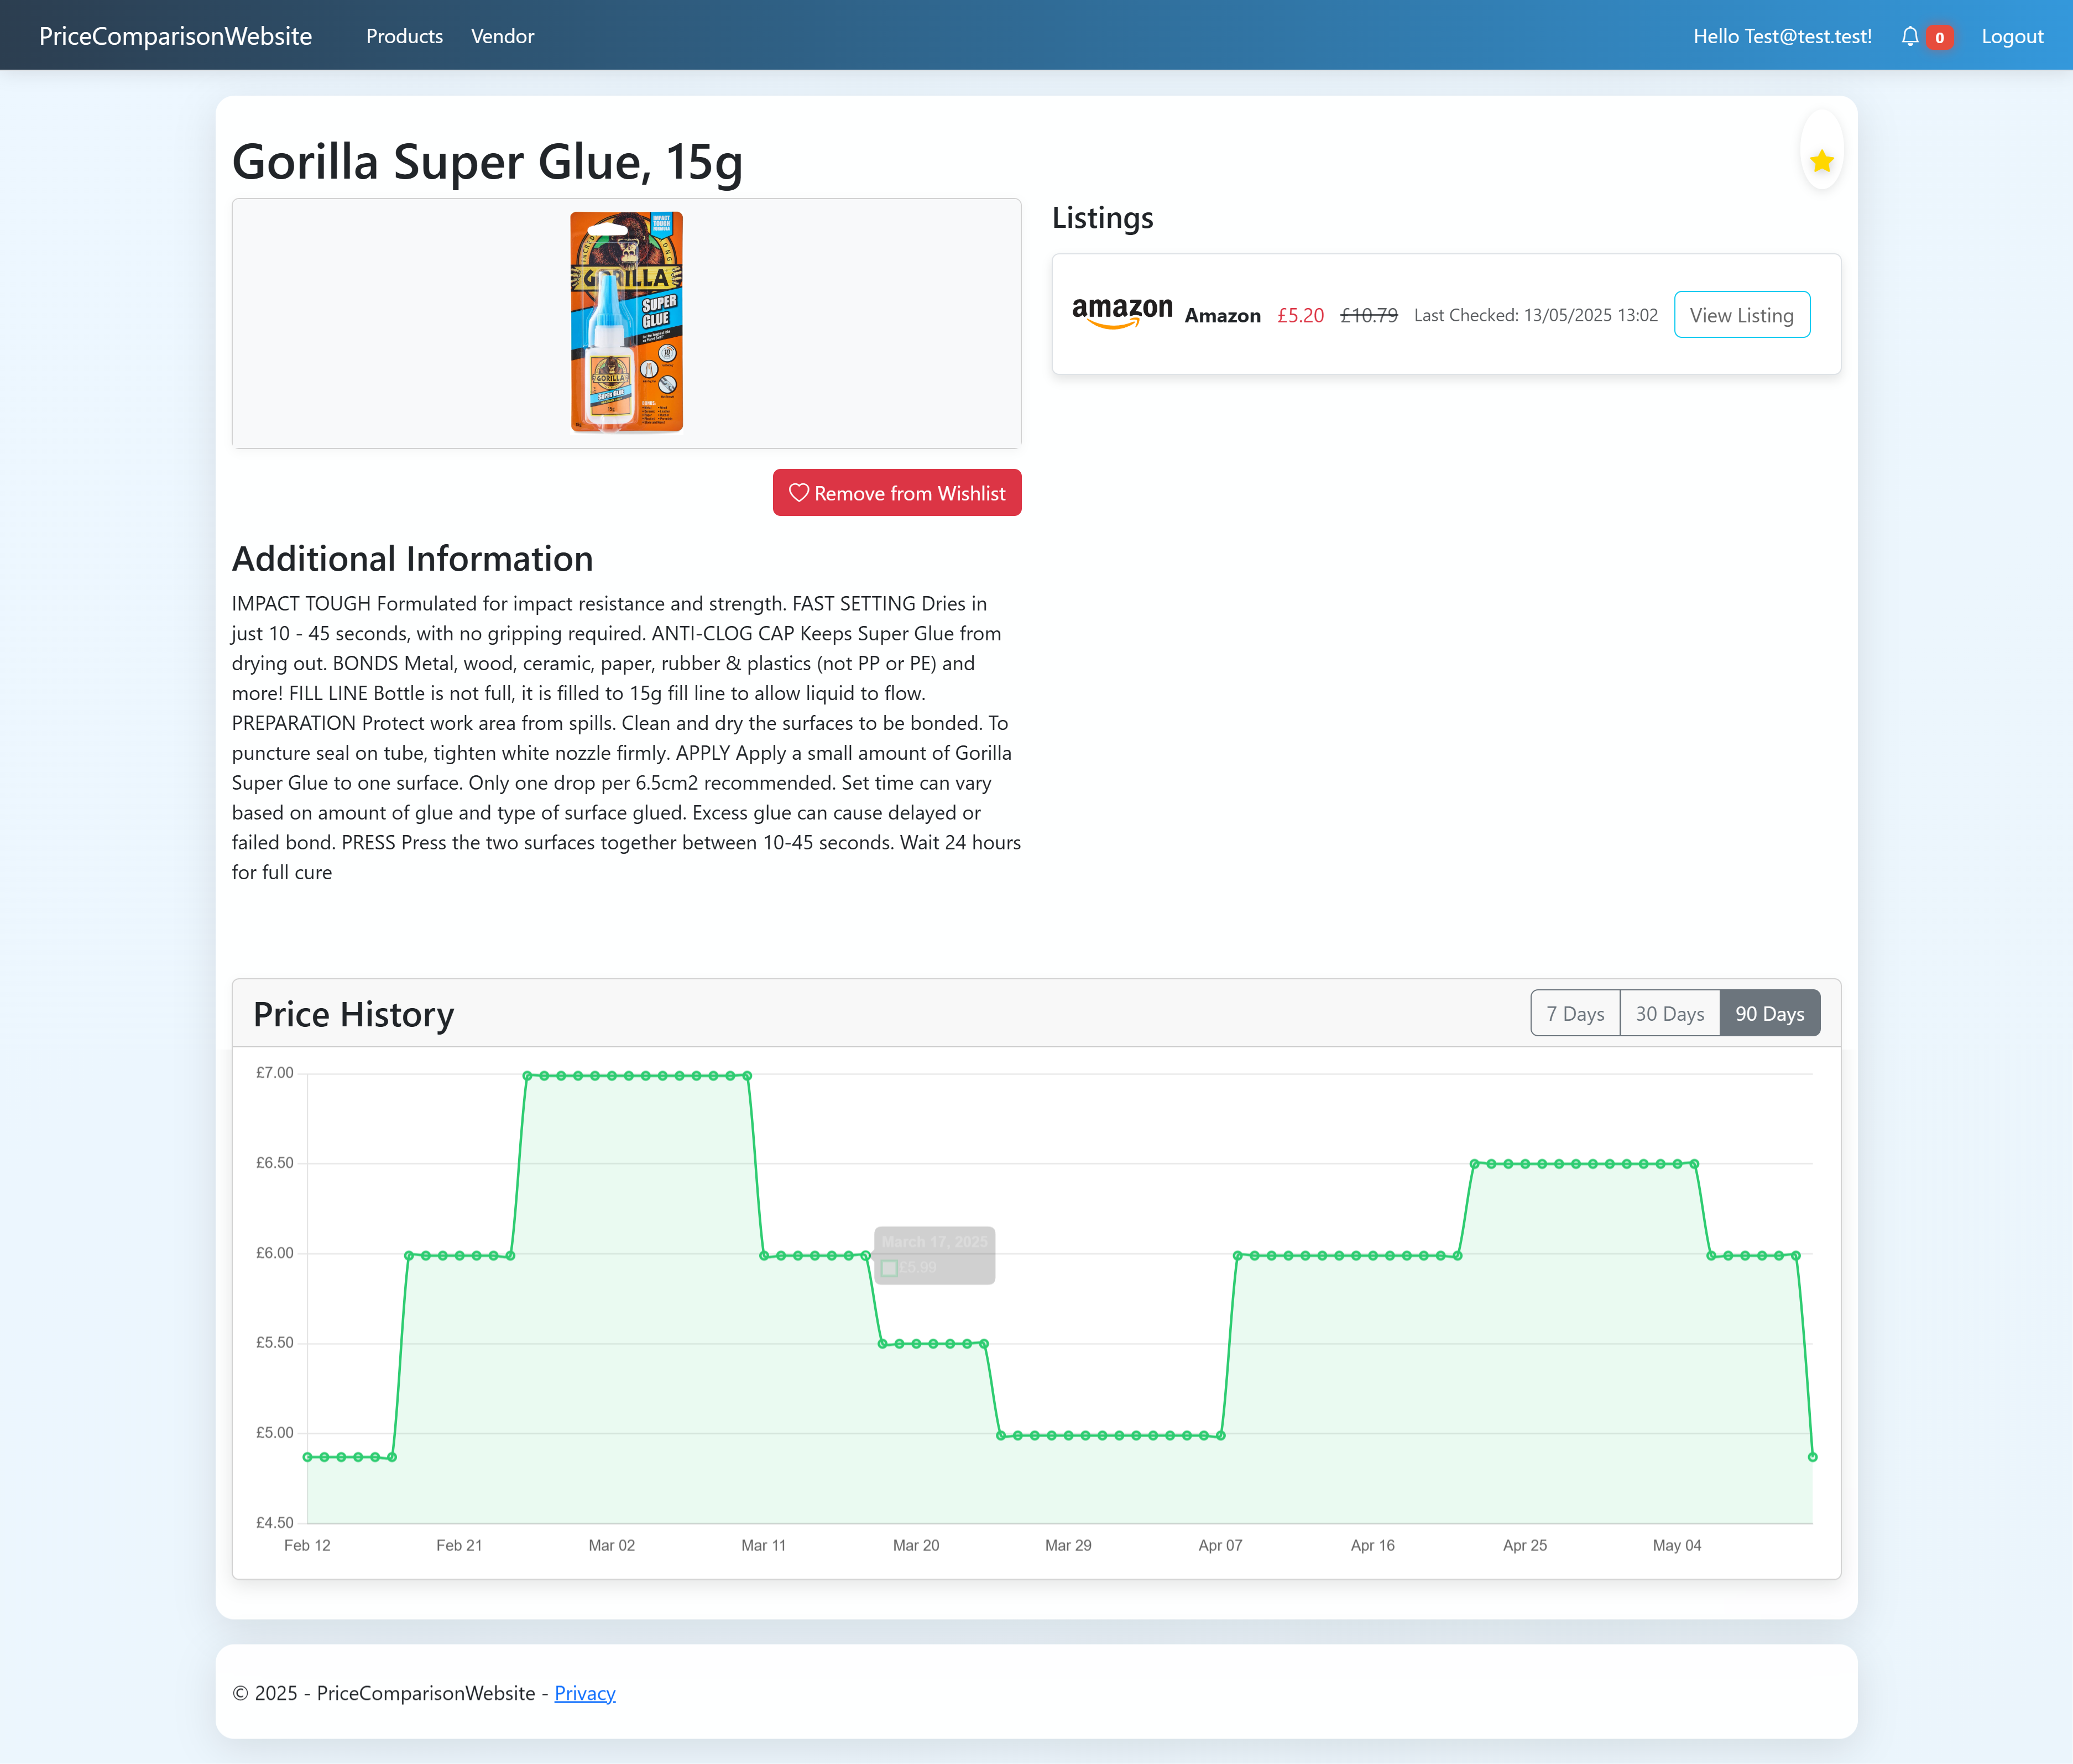 PriceComparisonWebsite Products Vendor Hello Test@test.test! 0 Logout
Gorilla Super Glue, 15g
IMPACT
TOUGH
FORMULA
GORILLA
SUPER
GLUE
GORILLA
SUPER GLUE
15g
Remove from Wishlist
Listings
amazon Amazon £5.20 £10.79 Last Checked: 13/05/2025 13:02 View Listing
Additional Information
IMPACT TOUGH Formulated for impact resistance and strength. FAST SETTING Dries in
just 10 - 45 seconds, with no gripping required. ANTI-CLOG CAP Keeps Super Glue from
drying out. BONDS Metal, wood, ceramic, paper, rubber & plastics (not PP or PE) and
more! FILL LINE Bottle is not full, it is filled to 15g fill line to allow liquid to flow.
PREPARATION Protect work area from spills. Clean and dry the surfaces to be bonded. To
puncture seal on tube, tighten white nozzle firmly. APPLY Apply a small amount of Gorilla
Super Glue to one surface. Only one drop per 6.5cm2 recommended. Set time can vary
based on amount of glue and type of surface glued. Excess glue can cause delayed or
failed bond. PRESS Press the two surfaces together between 10-45 seconds. Wait 24 hours
for full cure
Price History 7 Days 30 Days 90 Days
£7.00
£6.50
£6.00
£5.50
£5.00
£4.50
March 17, 2025
£5.99
Feb 12 Feb 21 Mar 02 Mar 11 Mar 20 Mar 29 Apr 07 Apr 16 Apr 25 May 04
© 2025 - PriceComparisonWebsite - Privacy